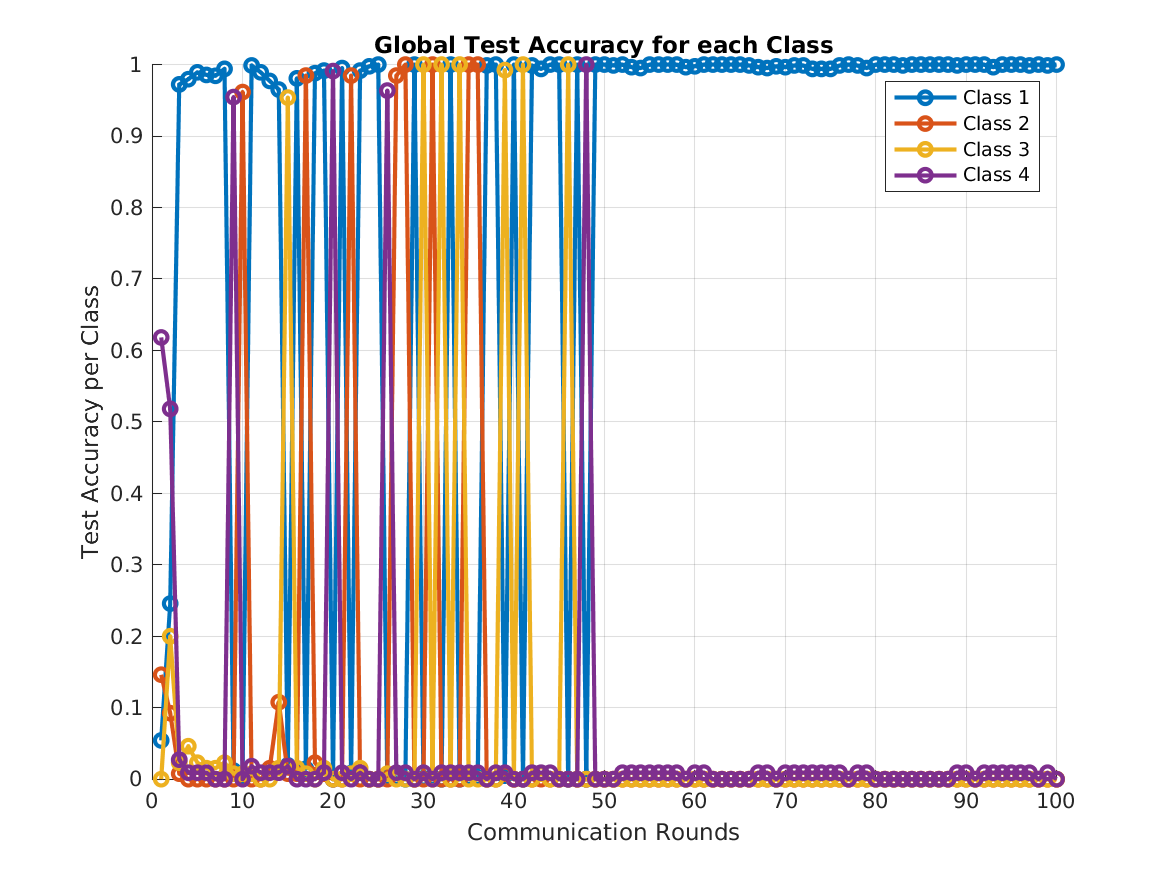 Global Test Accuracy for each Class
Test Accuracy per Class
1
0.9
0.8
0.7
0.6
0.5
0.4
0.3
0.2
0.1
0
Class 1
Class 2
Class 3
Class 4
0 10 20 30 40 50 60 70 80 90 100
Communication Rounds